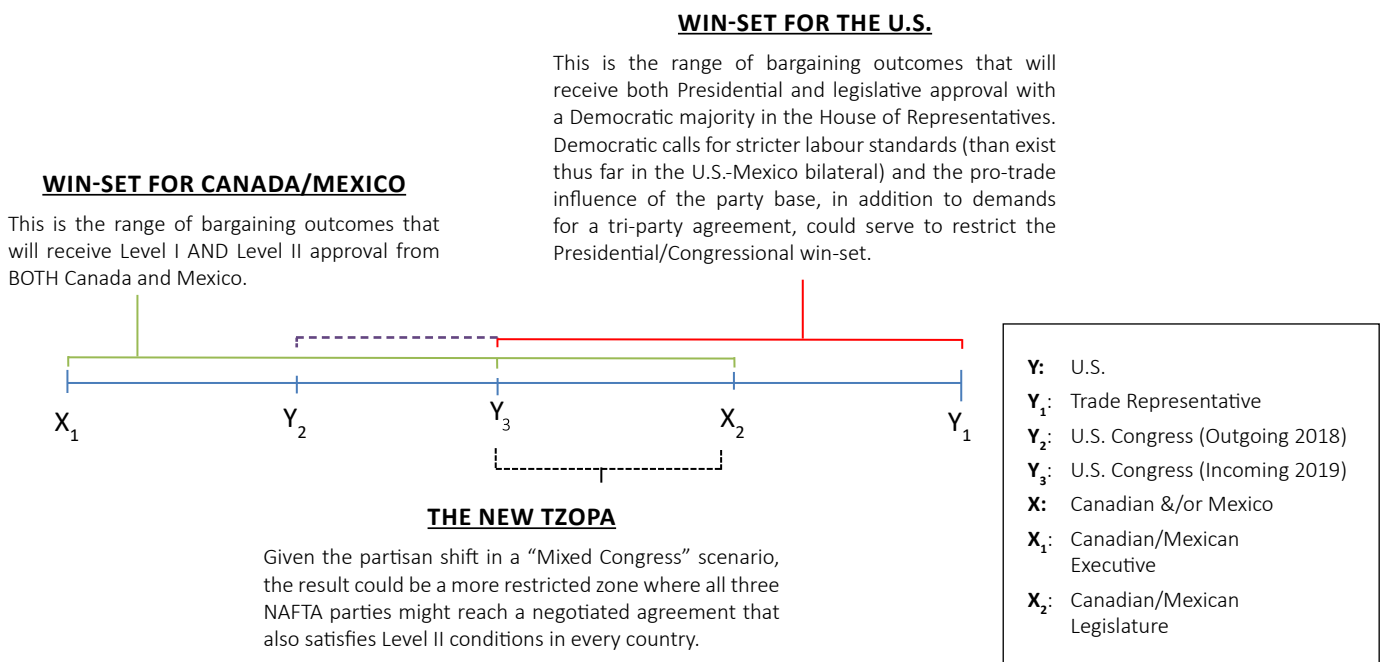 WIN-SET FOR THE U.S.
This is the range of bargaining outcomes that will
receive both Presidential and legislative approval with
a Democratic majority in the House of Representatives.
Democratic calls for stricter labour standards (than exist
thus far in the U.S.-Mexico bilateral) and the pro-trade
influence of the party base, in addition to demands
for a tri-party agreement, could serve to restrict the
Presidential/Congressional win-set.
WIN-SET FOR CANADA/MEXICO
This is the range of bargaining outcomes that
will receive Level I AND Level II approval from
BOTH Canada and Mexico.
X₁ Y₂ Y₃ X₂ Y₁
THE NEW TZOPA
Given the partisan shift in a “Mixed Congress” scenario,
the result could be a more restricted zone where all three
NAFTA parties might reach a negotiated agreement that
also satisfies Level II conditions in every country.
Y: U.S.
Y₁: Trade Representative
Y₂: U.S. Congress (Outgoing 2018)
Y₃: U.S. Congress (Incoming 2019)
X: Canadian &/or Mexico
X₁: Canadian/Mexican
Executive
X₂: Canadian/Mexican
Legislature